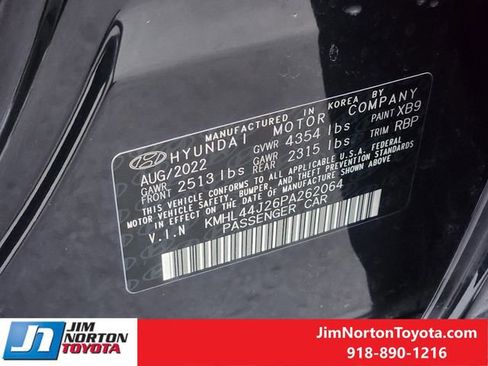 MANUFACTURED IN KOREA BY
HYUNDAI MOTOR COMPANY
AUG/2022 GVWR 4354 lbs PAINT XB9
GAWR FRONT 2513 lbs GAWR REAR 2315 lbs TRIM RBP
THIS VEHICLE CONFORMS TO ALL APPLICABLE U.S.A. FEDERAL
MOTOR VEHICLE SAFETY, BUMPER, AND THEFT PREVENTION STANDARDS
IN EFFECT ON THE DATE OF MANUFACTURE SHOWN ABOVE.
V.I.N KMHL44J26PA262064
PASSENGER CAR
JIM
NORTON
TOYOTA
JimNortonToyota.com
918-890-1216